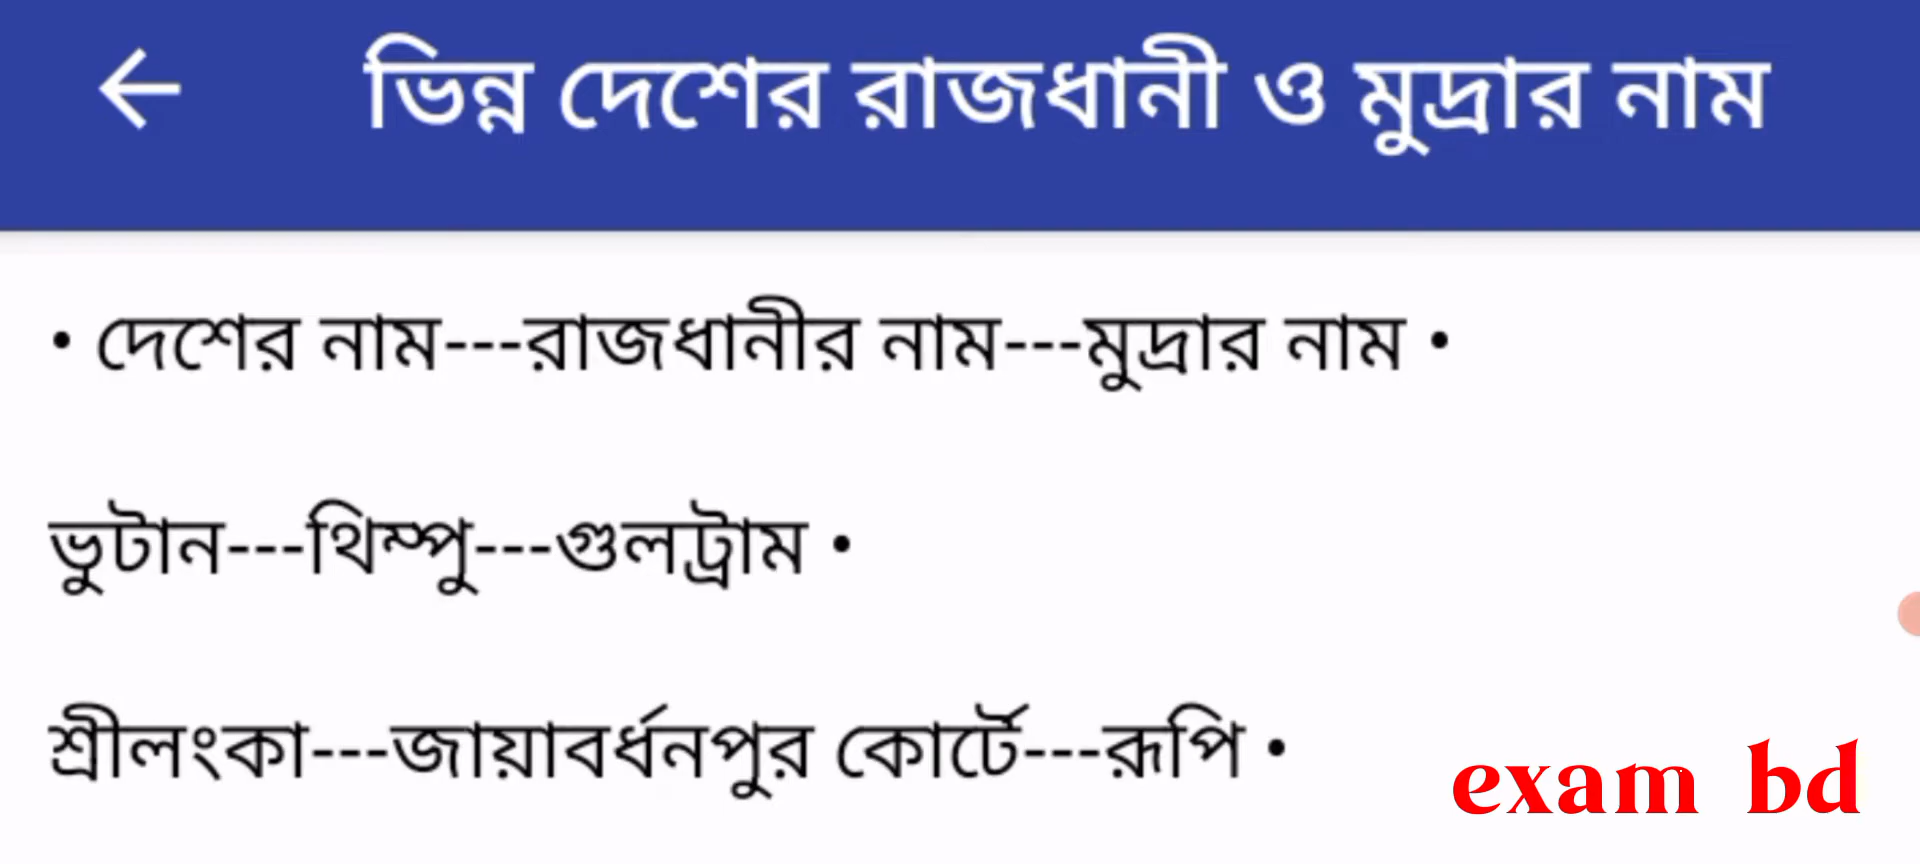 ভিন্ন দেশের রাজধানী ও মুদ্রার নাম
• দেশের নাম---রাজধানীর নাম---মুদ্রার নাম •
ভুটান---থিম্পু---গুলট্রাম •
শ্রীলংকা---জায়াবর্ধনপুর কোর্টে---রূপি •
exam bd